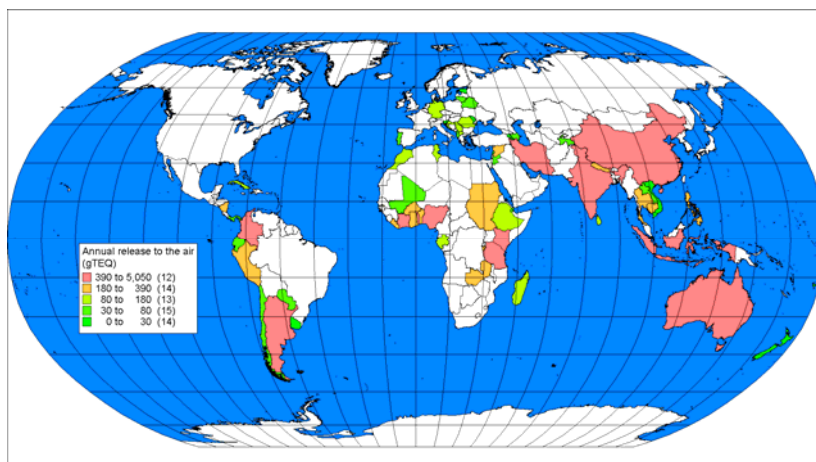 Annual release to the air
(gTEQ)
390 to 5,050 (12)
180 to 390 (14)
80 to 180 (13)
30 to 80 (15)
0 to 30 (14)